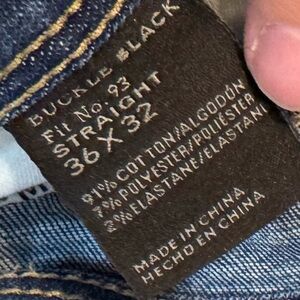 BUCKLE BLACK
Fit No. 93
STRAIGHT
36 X 32
91% COTTON/ALGODÓN
7% POLYESTER/POLIÉSTER
2% ELASTANE/ELASTANE
MADE IN CHINA
HECHO EN CHINA